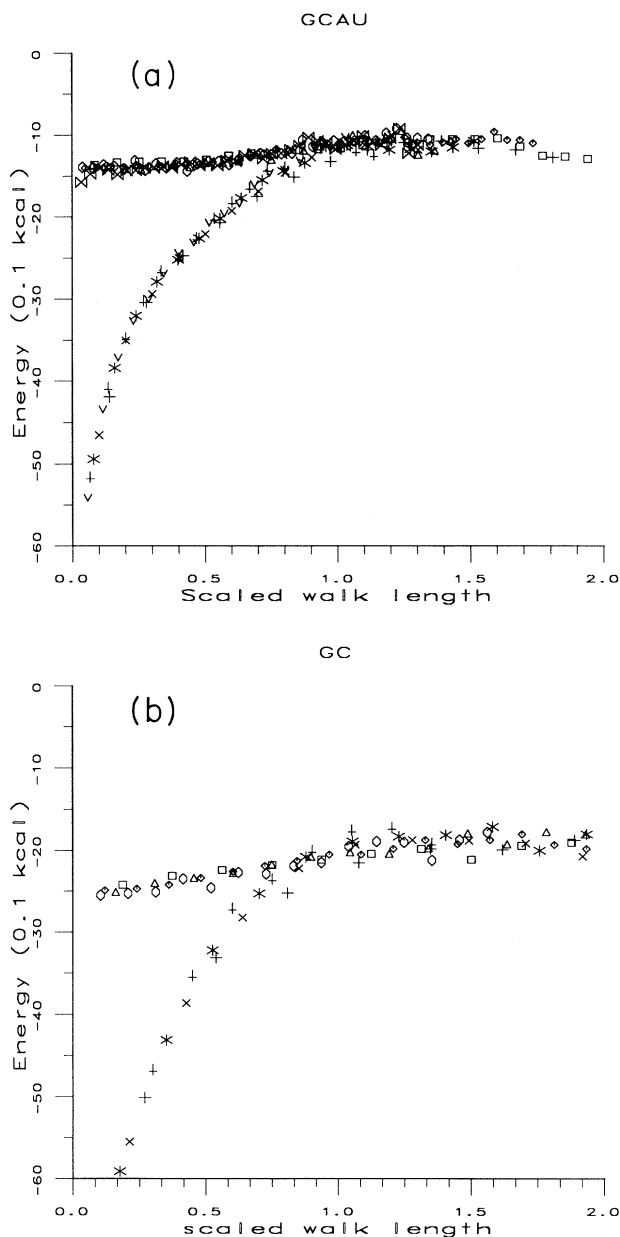 GCAU
(a)
0
-10
-20
-30
-40
-50
-60
Energy (0.1 kcal)
0.0 0.5 1.0 1.5 2.0
Scaled walk length
GC
(b)
0
-10
-20
-30
-40
-50
-60
Energy (0.1 kcal)
0.0 0.5 1.0 1.5 2.0
scaled walk length